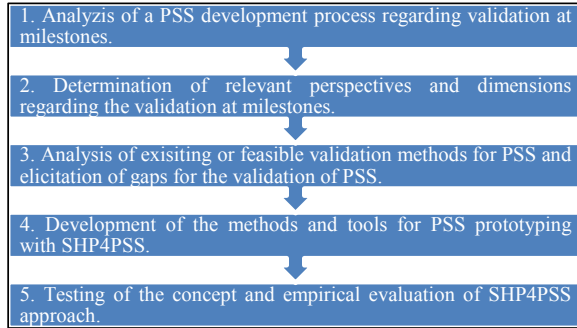 1. Analyzis of a PSS development process regarding validation at
milestones.
2. Determination of relevant perspectives and dimensions
regarding the validation at milestones.
3. Analysis of exisiting or feasible validation methods for PSS and
elicitation of gaps for the validation of PSS.
4. Development of the methods and tools for PSS prototyping
with SHP4PSS.
5. Testing of the concept and empirical evaluation of SHP4PSS
approach.